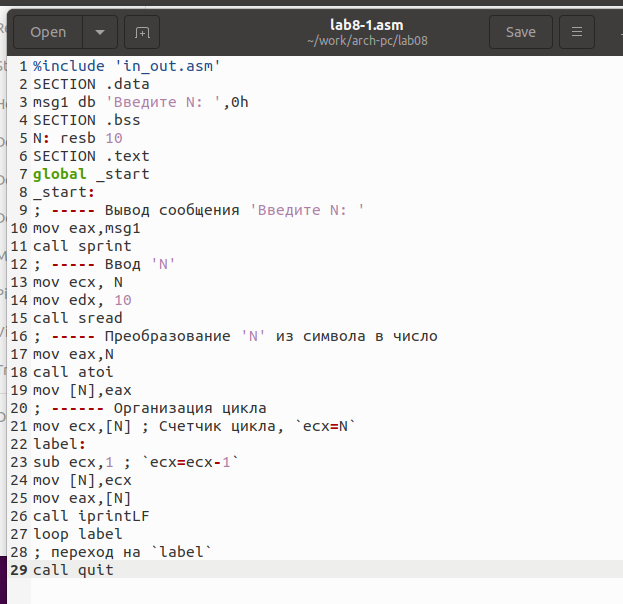 Open
lab8-1.asm
~/work/arch-pc/lab08
Save
1 %include 'in_out.asm'
2 SECTION .data
3 msg1 db 'Введите N: ',0h
4 SECTION .bss
5 N: resb 10
6 SECTION .text
7 global _start
8 _start:
9 ; ----- Вывод сообщения 'Введите N: '
10 mov eax,msg1
11 call sprint
12 ; ----- Ввод 'N'
13 mov ecx, N
14 mov edx, 10
15 call sread
16 ; ----- Преобразование 'N' из символа в число
17 mov eax,N
18 call atoi
19 mov [N],eax
20 ; ------ Организация цикла
21 mov ecx,[N] ; Счетчик цикла, `ecx=N`
22 label:
23 sub ecx,1 ; `ecx=ecx-1`
24 mov [N],ecx
25 mov eax,[N]
26 call iprintLF
27 loop label
28 ; переход на `label`
29 call quit